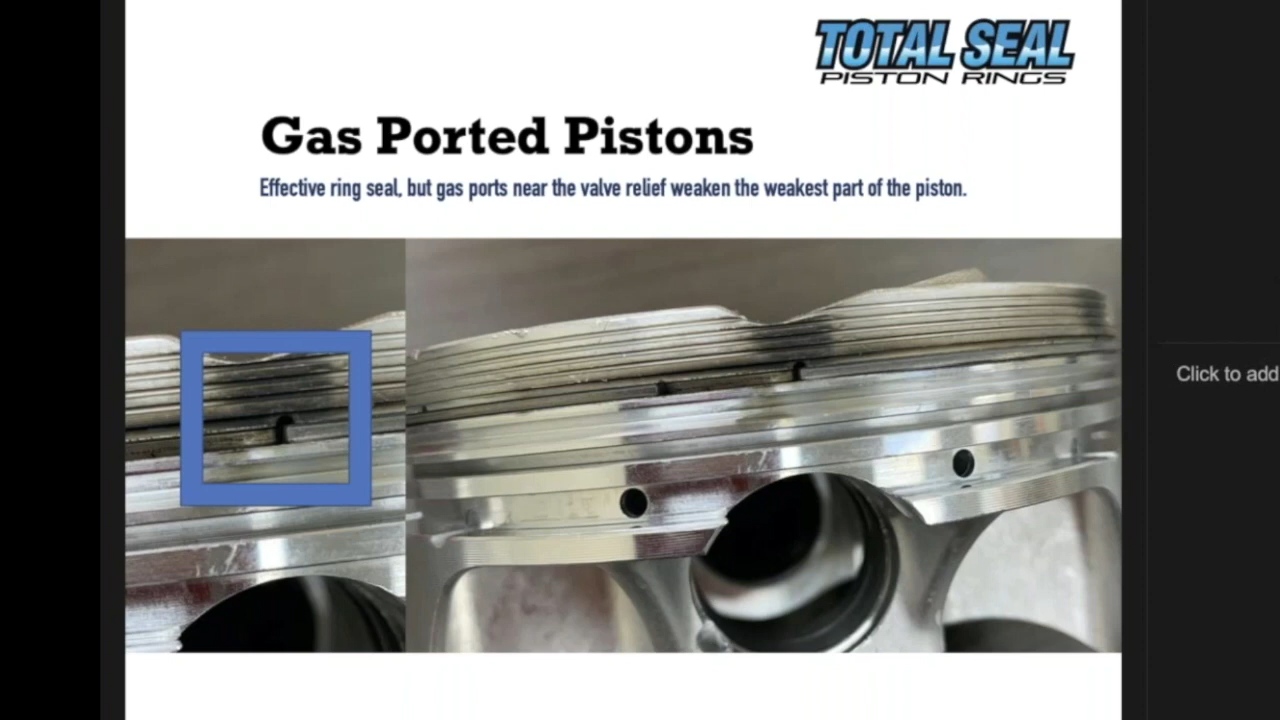 TOTAL SEAL
PISTON RINGS
Gas Ported Pistons
Effective ring seal, but gas ports near the valve relief weaken the weakest part of the piston.
Click to add